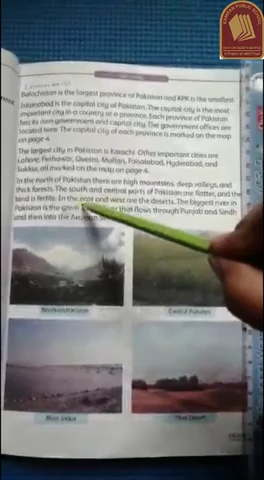 Balochistan is the largest province of Pakistan and KPK is the smallest.
Islamabad is the capital city of Pakistan. The capital city is the most
important city in a country or a province. Each province of Pakistan
has its own government and capital city. The government offices are
located here. The capital city of each province is marked on the map
on page 4.
The largest city in Pakistan is Karachi. Other important cities are
Lahore, Peshawar, Quetta, Multan, Faisalabad, Hyderabad, and
Sukkur, all marked on the map on page 4.
In the north of Pakistan there are high mountains, deep valleys, and
thick forests. The south and central parts of Pakistan are flatter, and the
land is fertile. In the east and west are the deserts. The biggest river in
Pakistan is the that flows through Punjab and Sindh
and then into the Arabian